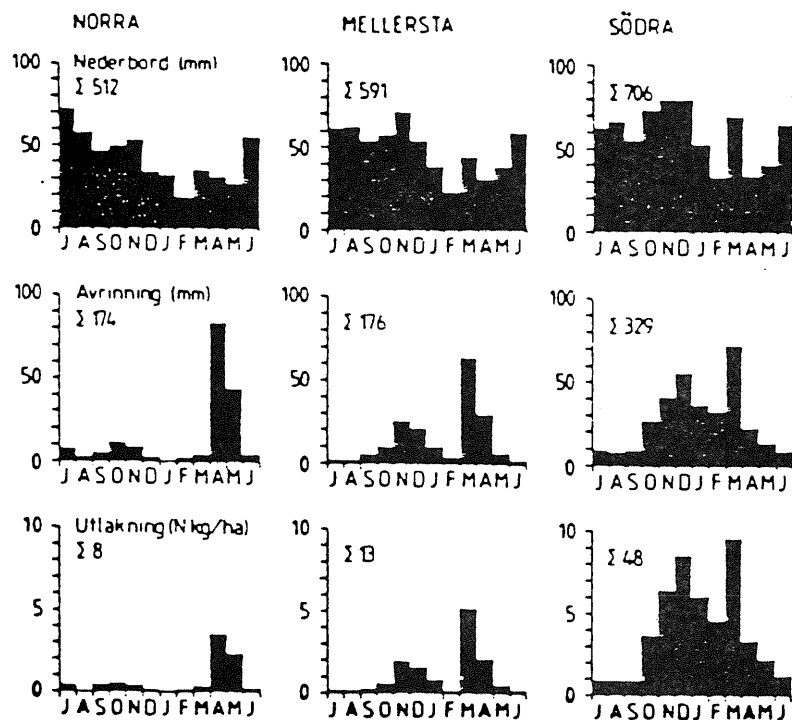 NORRA MELLERSTA SÖDRA
Nederbörd (mm)
100 100 100
Σ 512 Σ 591 Σ 706
50 50 50
0 0 0
J A S O N D J F M A M J J A S O N D J F M A M J J A S O N D J F M A M J
100 Avrinning (mm) 100 100
Σ 174 Σ 176 Σ 329
50 50 50
0 0 0
J A S O N D J F M A M J J A S O N D J F M A M J J A S O N D J F M A M J
10 Utlakning (N kg/ha) 10 10
Σ 8 Σ 13 Σ 48
5 5 5
0 0 0
J A S O N D J F M A M J J A S O N D J F M A M J J A S O N D J F M A M J